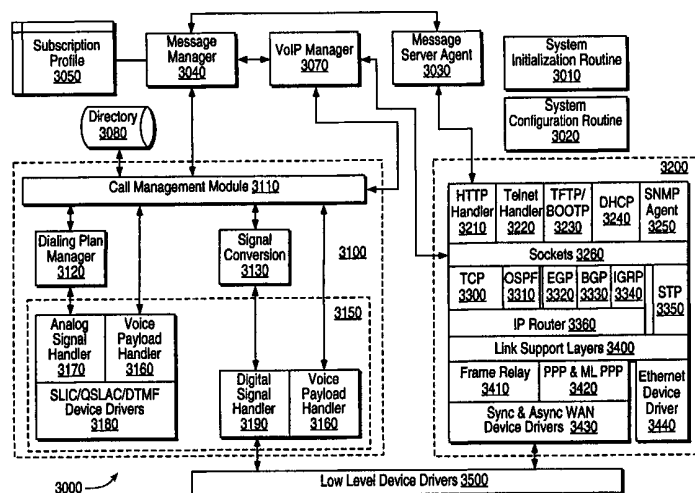 Subscription
Profile
3050
Message
Manager
3040
VoIP Manager
3070
Message
Server Agent
3030
System
Initialization Routine
3010
System
Configuration Routine
3020
Directory
3080
Call Management Module 3110
Dialing Plan
Manager
3120
Signal
Conversion
3130
3100
3150
Analog
Signal
Handler
3170
Voice
Payload
Handler
3160
SLIC/QSLAC/DTMF
Device Drivers
3180
Digital
Signal
Handler
3190
Voice
Payload
Handler
3160
3200
HTTP
Handler
3210
Telnet
Handler
3220
TFTP/
BOOTP
3230
DHCP
3240
SNMP
Agent
3250
Sockets 3260
TCP
3300
OSPF
3310
EGP
3320
BGP
3330
IGRP
3340
STP
3350
IP Router 3360
Link Support Layers 3400
Frame Relay
3410
PPP & ML PPP
3420
Ethernet
Device
Driver
3440
Sync & Async WAN
Device Drivers 3430
3000
Low Level Device Drivers 3500